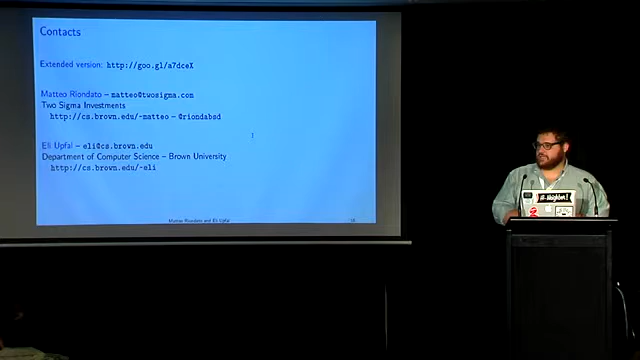 Contacts
Extended version: http://goo.gl/a7dceX
Matteo Riondato – matteo@twosigma.com
Two Sigma Investments
http://cs.brown.edu/~matteo – @riondabsd
Eli Upfal – eli@cs.brown.edu
Department of Computer Science – Brown University
http://cs.brown.edu/~eli
Matteo Riondato and Eli Upfal